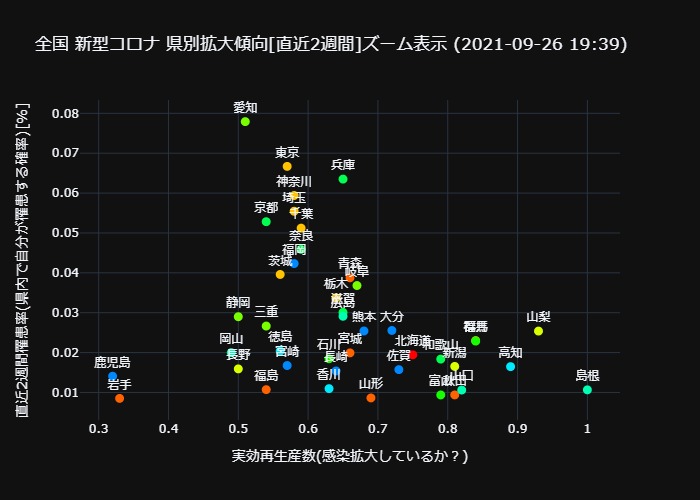 全国 新型コロナ 県別拡大傾向[直近2週間]ズーム表示 (2021-09-26 19:39)
直近2週間罹患率(県内で自分が罹患する確率)[%]
0.08
0.07
0.06
0.05
0.04
0.03
0.02
0.01
愛知
東京
兵庫
神奈川
埼玉
京都
千葉
奈良
福岡
茨城
青森
岐阜
栃木
広島
静岡
三重
熊本
大分
山梨
岡山
徳島
石川
宮城
北海道
和歌山
長野
宮崎
長崎
佐賀
新潟
高知
鹿児島
岩手
福島
香川
山形
山口
島根
0.3
0.4
0.5
0.6
0.7
0.8
0.9
1
実効再生産数(感染拡大しているか？)